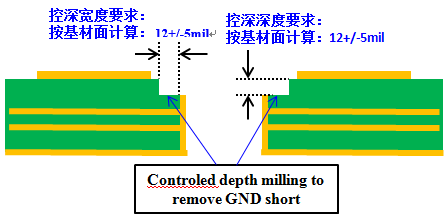 控深宽度要求：
按基材面计算：12+/-5mil↵
控深深度要求：
按基材面计算：12+/-5mil
Controled depth milling to
remove GND short